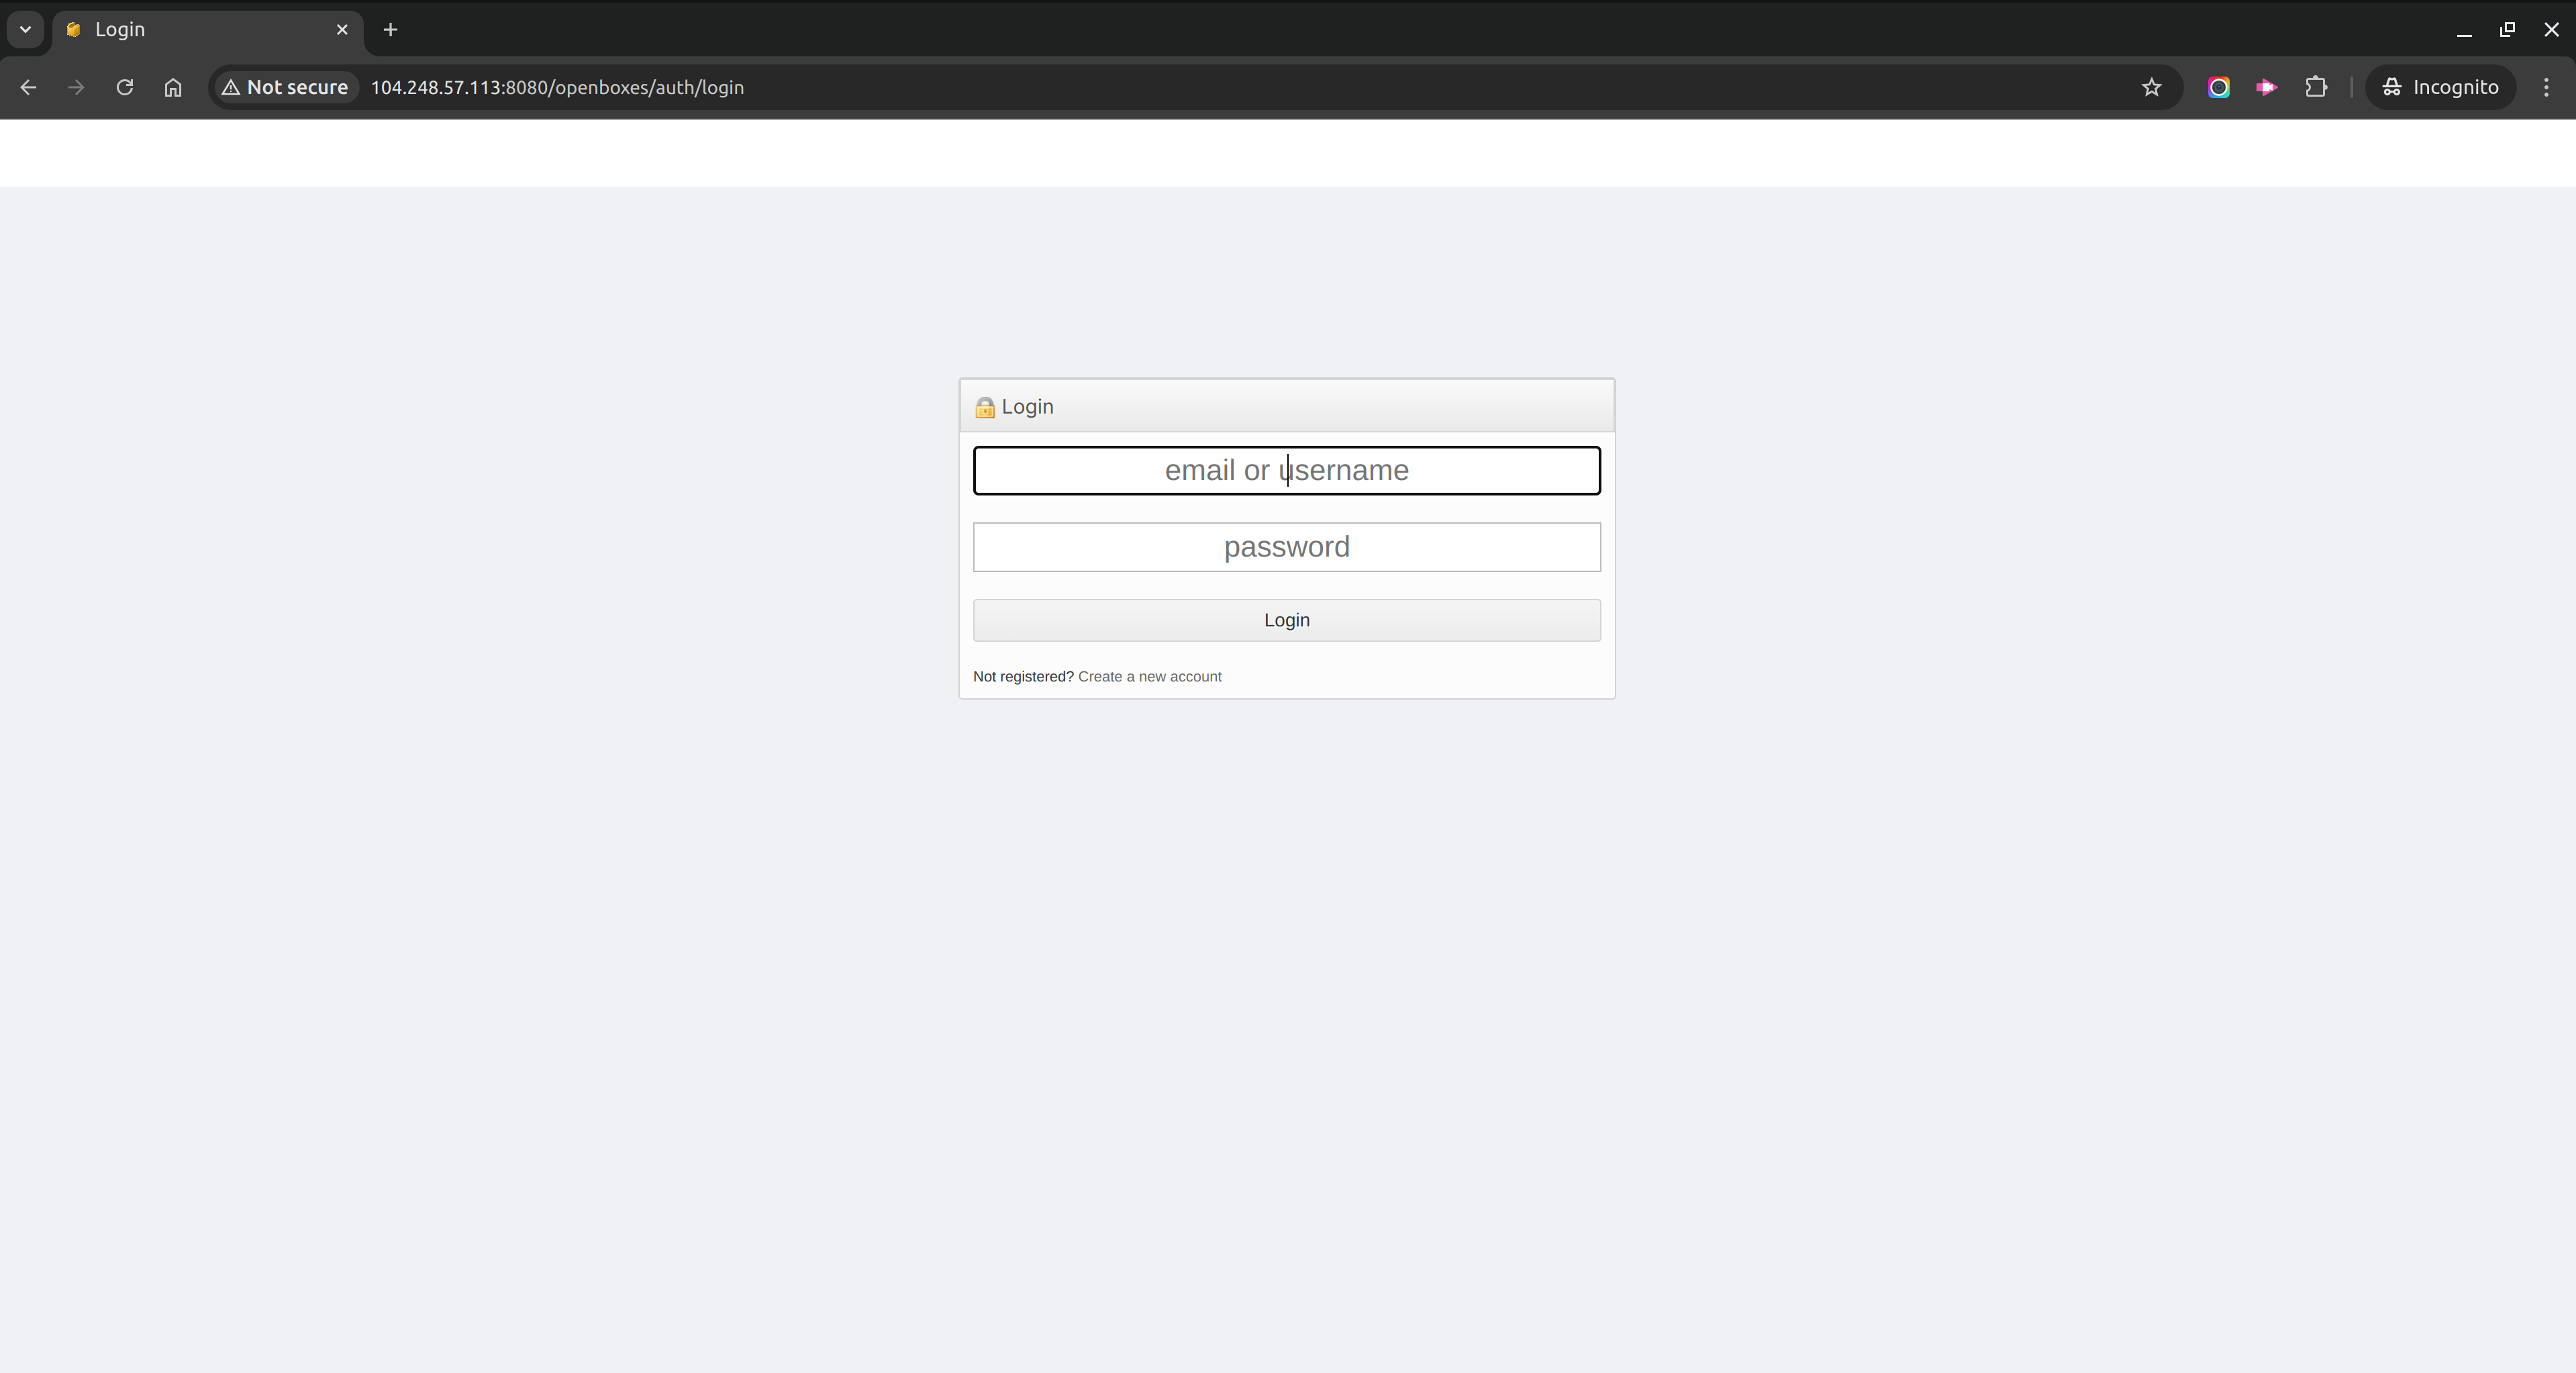 Login
Not secure 104.248.57.113:8080/openboxes/auth/login Incognito
Login
email or username
password
Login
Not registered? Create a new account